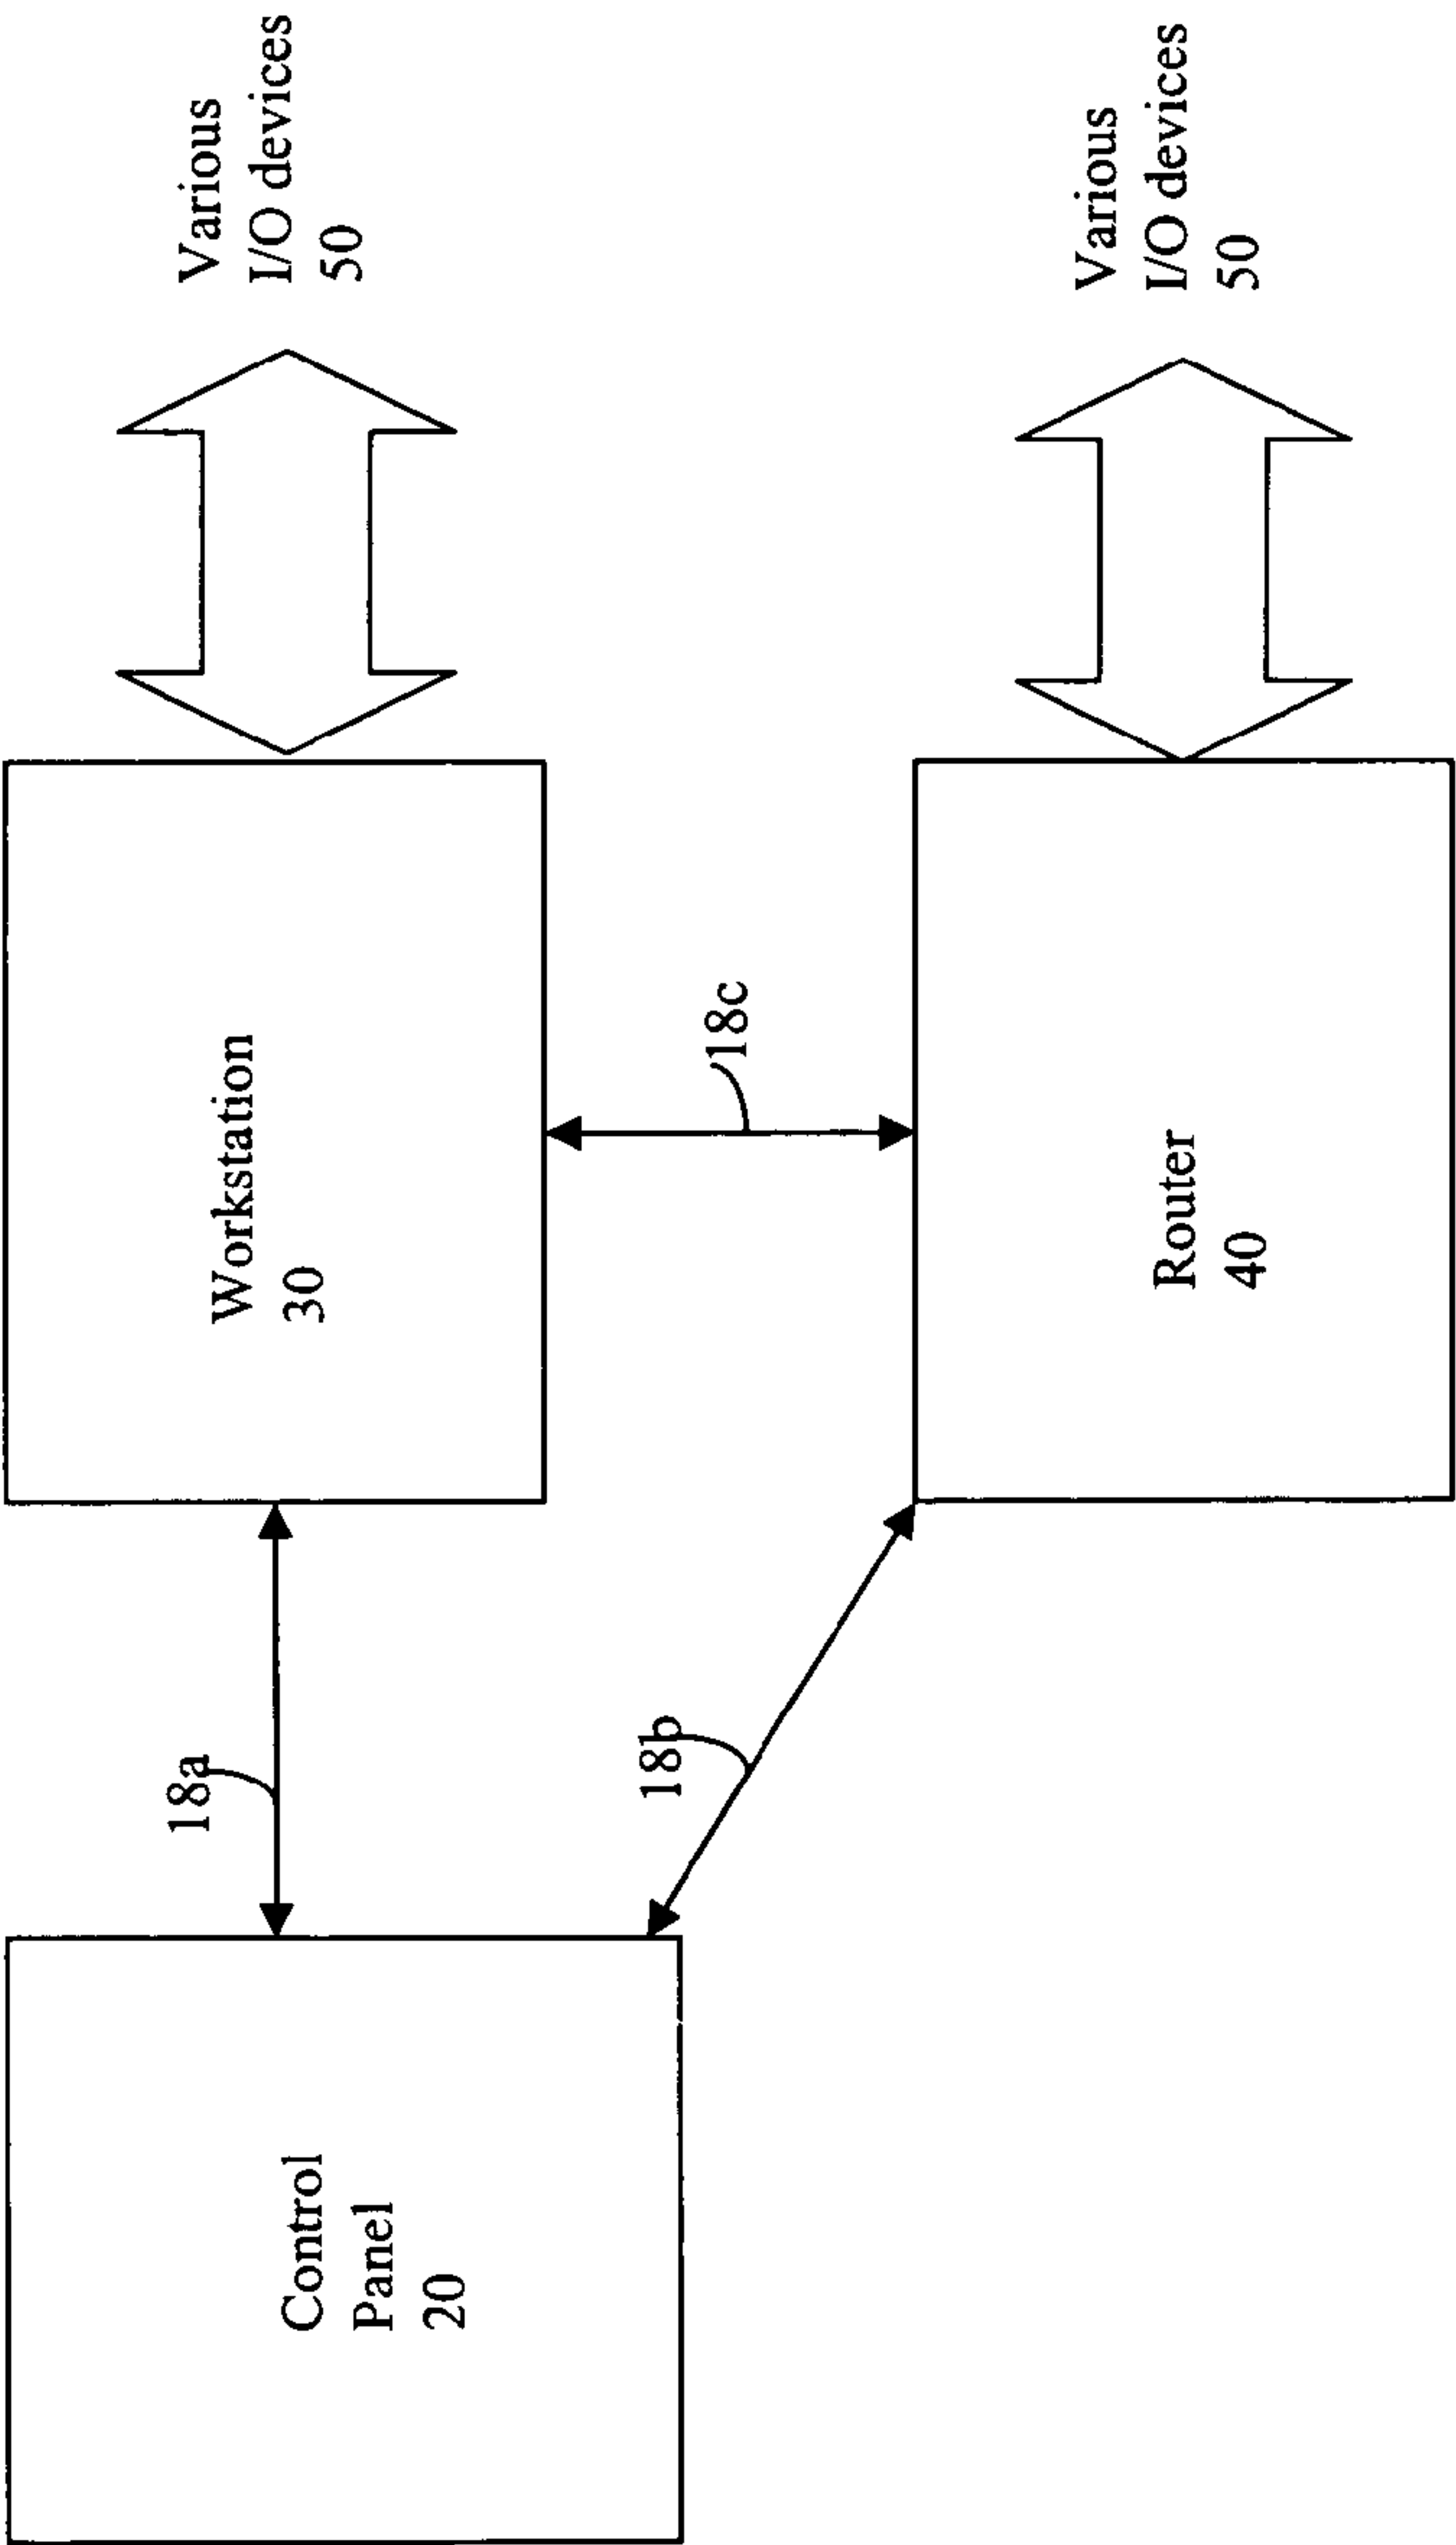 Control
Panel
20
18a
18b
Workstation
30
18c
Router
40
Various
I/O devices
50
Various
I/O devices
50